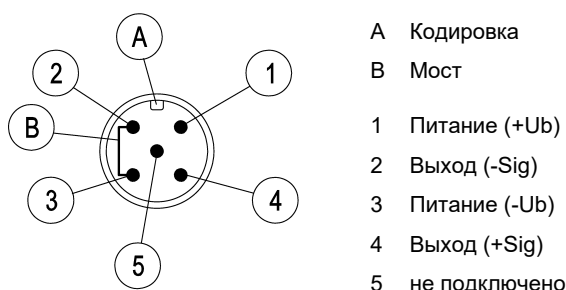 A
2
1
B
3
4
5
A Кодировка
B Мост
1 Питание (+Ub)
2 Выход (-Sig)
3 Питание (-Ub)
4 Выход (+Sig)
5 не подключено